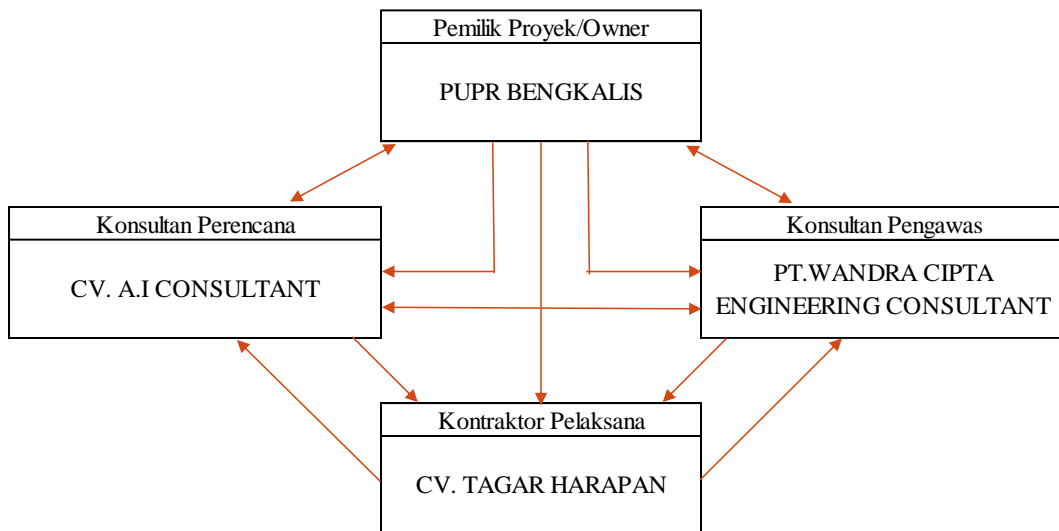 Pemilik Proyek/Owner
PUPR BENGKALIS
Konsultan Perencana
CV. A.I CONSULTANT
Konsultan Pengawas
PT.WANDRA CIPTA
ENGINEERING CONSULTANT
Kontraktor Pelaksana
CV. TAGAR HARAPAN